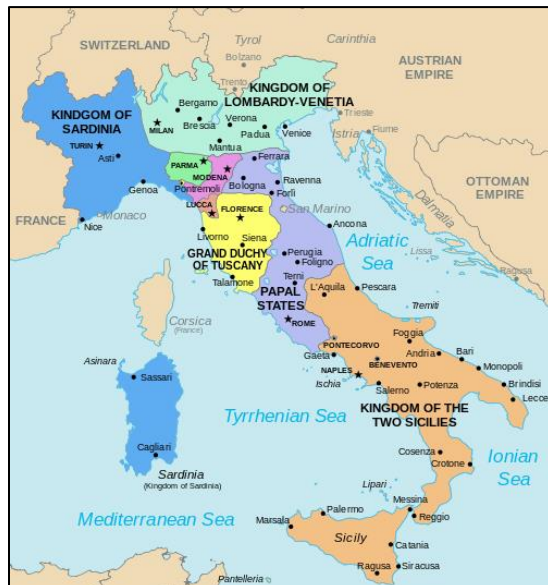 SWITZERLAND
Tyrol
Carinthia
Bolzano
AUSTRIAN
EMPIRE
Trento
KINGDOM OF
LOMBARDY-VENETIA
Bergamo
Brescia
Verona
Padua
Venice
Trieste
Istria
Fiume
KINDGOM OF
SARDINIA
MILAN
TURIN
Asti
Mantua
PARMA
MODENA
Ferrara
Bologna
Ravenna
Forlì
OTTOMAN
EMPIRE
Genoa
Pontremoli
LUCCA
FLORENCE
San Marino
Dalmatia
FRANCE
Monaco
Nice
Livorno
Siena
Ancona
Adriatic
Sea
Lissa
Ragusa
GRAND DUCHY
OF TUSCANY
Perugia
Foligno
Talamone
Terni
PAPAL
STATES
L'Aquila
Pescara
Corsica
(France)
ROME
Tremiti
PONTECORVO
Foggia
Asinara
Gaeta
BENEVENTO
Andria
Bari
Monopoli
Sassari
NAPLES
Ischia
Salerno
Potenza
Brindisi
Lecce
Tyrrhenian Sea
KINGDOM OF THE
TWO SICILIES
Cagliari
Cosenza
Crotone
Ionian
Sea
Sardinia
(Kingdom of Sardinia)
Lipari
Mediterranean Sea
Marsala
Palermo
Messina
Reggio
Sicily
Catania
Pantelleria
Ragusa
Siracusa